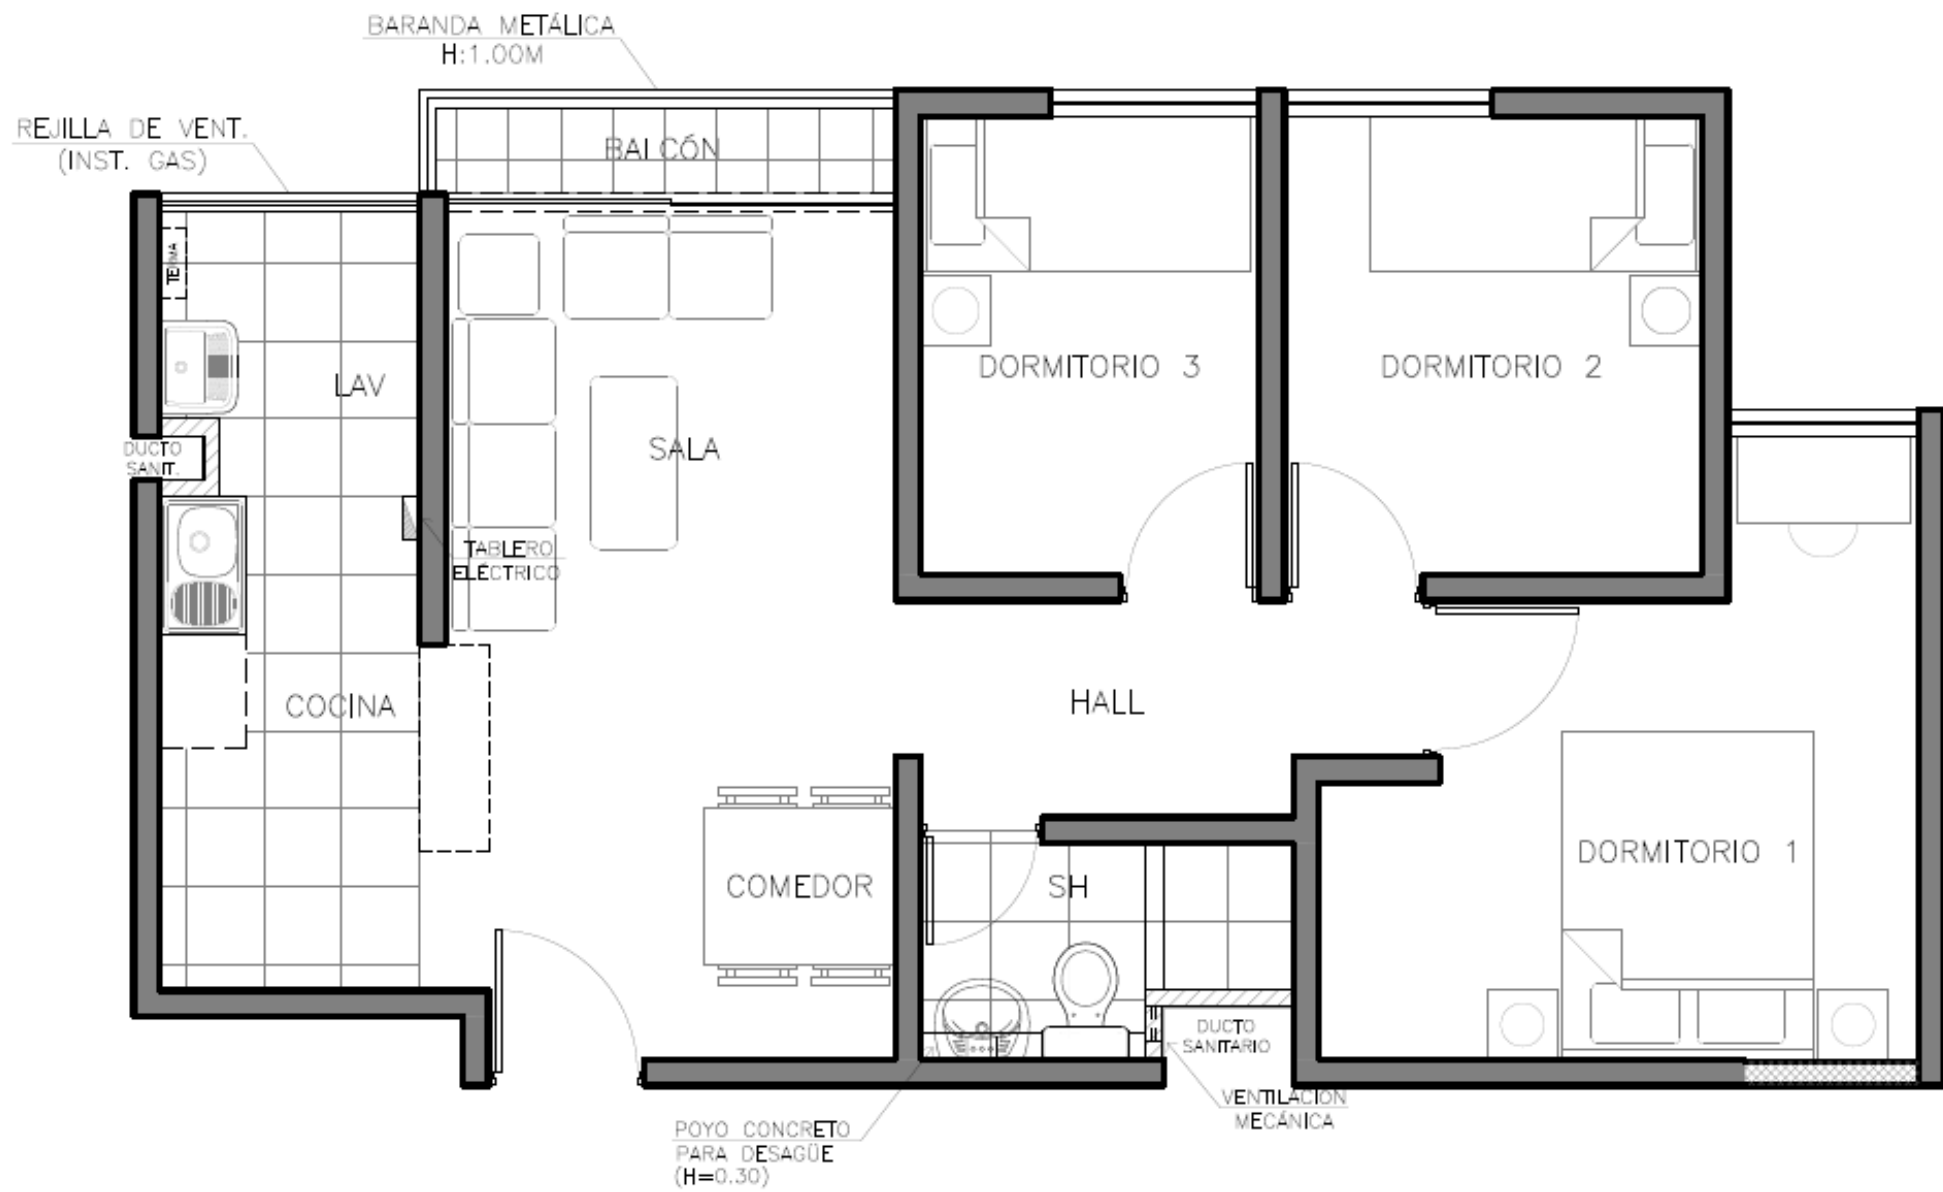 BARANDA METÁLICA
H:1.00M
REJILLA DE VENT.
(INST. GAS)
BALCÓN
TERMA
LAV
DORMITORIO 3
DORMITORIO 2
SALA
DUCTO
SANIT.
TABLERO
ELÉCTRICO
COCINA
HALL
COMEDOR
SH
DORMITORIO 1
DUCTO
SANITARIO
VENTILACIÓN
MECÁNICA
POYO CONCRETO
PARA DESAGÜE
(H=0.30)